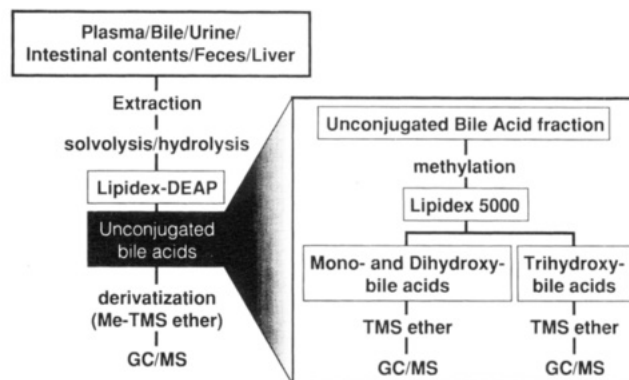 Plasma/Bile/Urine/
Intestinal contents/Feces/Liver
Extraction
solvolysis/hydrolysis
Lipidex-DEAP
Unconjugated
bile acids
derivatization
(Me-TMS ether)
GC/MS
Unconjugated Bile Acid fraction
methylation
Lipidex 5000
Mono- and Dihydroxy-
bile acids
TMS ether
GC/MS
Trihydroxy-
bile acids
TMS ether
GC/MS